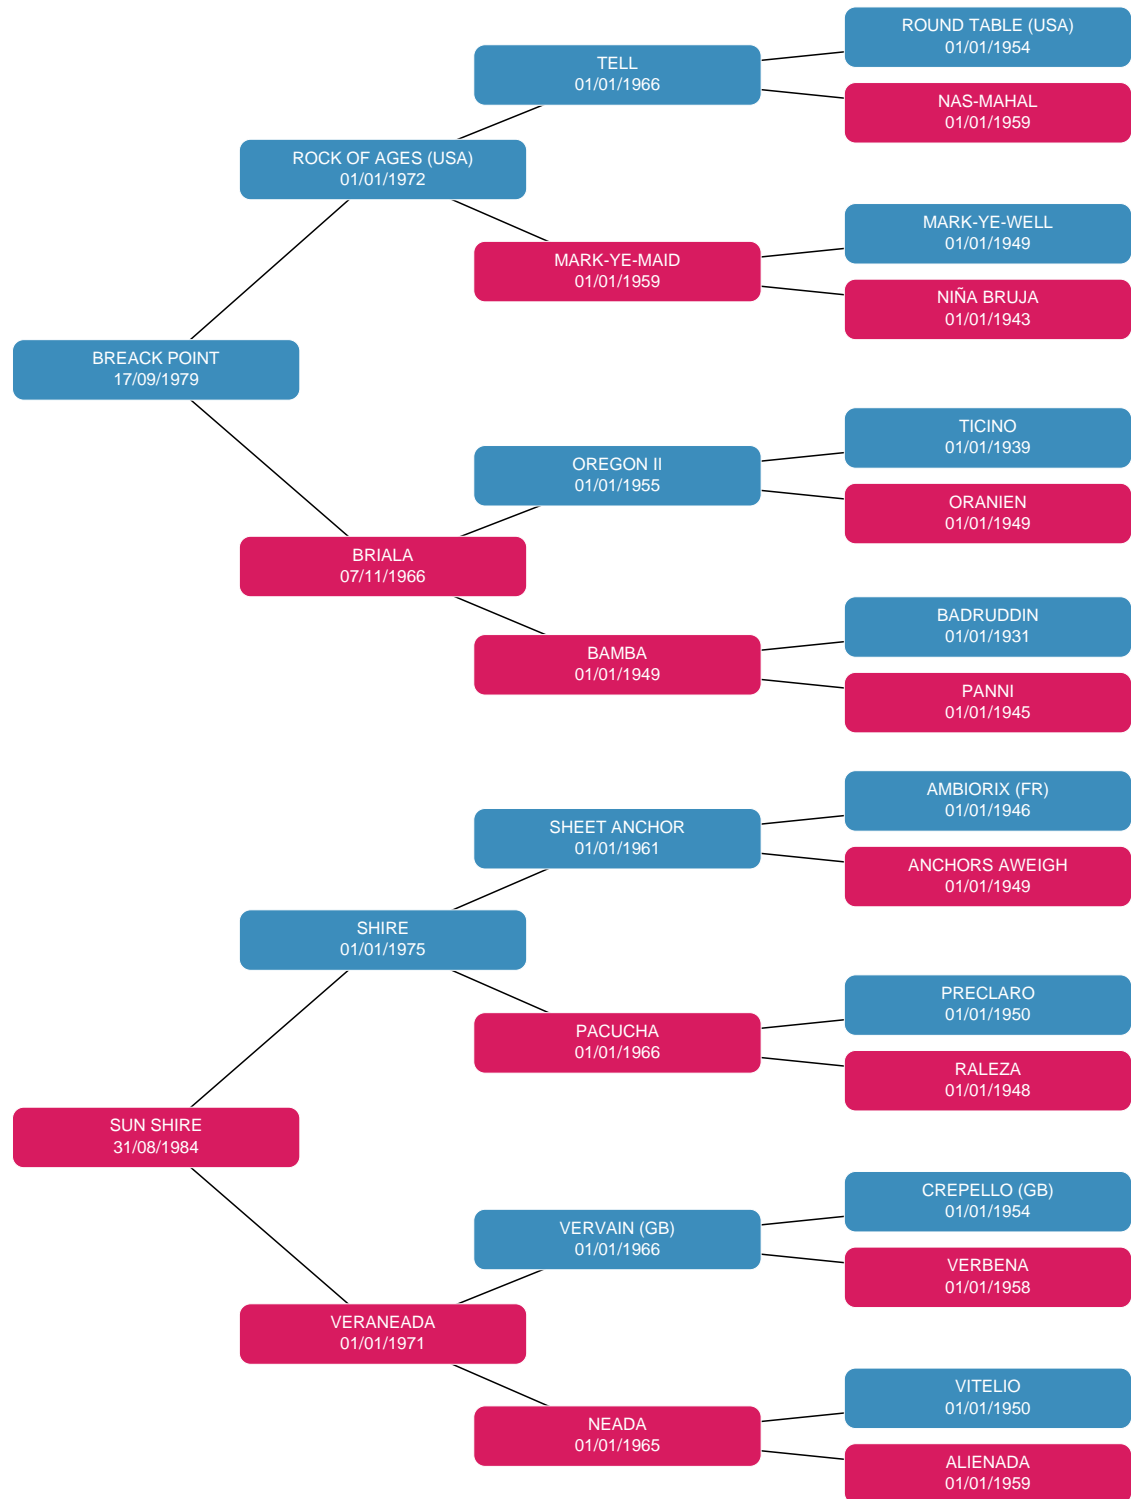 ROUND TABLE (USA)
01/01/1954
TELL
01/01/1966
NAS-MAHAL
01/01/1959
ROCK OF AGES (USA)
01/01/1972
MARK-YE-WELL
01/01/1949
MARK-YE-MAID
01/01/1959
NIÑA BRUJA
01/01/1943
BREACK POINT
17/09/1979
TICINO
01/01/1939
OREGON II
01/01/1955
ORANIEN
01/01/1949
BRIALA
07/11/1966
BADRUDDIN
01/01/1931
BAMBA
01/01/1949
PANNI
01/01/1945
AMBIORIX (FR)
01/01/1946
SHEET ANCHOR
01/01/1961
ANCHORS AWEIGH
01/01/1949
SHIRE
01/01/1975
PRECLARO
01/01/1950
PACUCHA
01/01/1966
RALEZA
01/01/1948
SUN SHIRE
31/08/1984
CREPELLO (GB)
01/01/1954
VERVAIN (GB)
01/01/1966
VERBENA
01/01/1958
VERANEADA
01/01/1971
VITELIO
01/01/1950
NEADA
01/01/1965
ALIENADA
01/01/1959